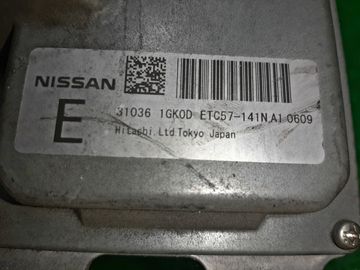 NISSAN
E
31036 1GK0D ETC57-141N.A1 0609
Hitachi.Ltd Tokyo Japan